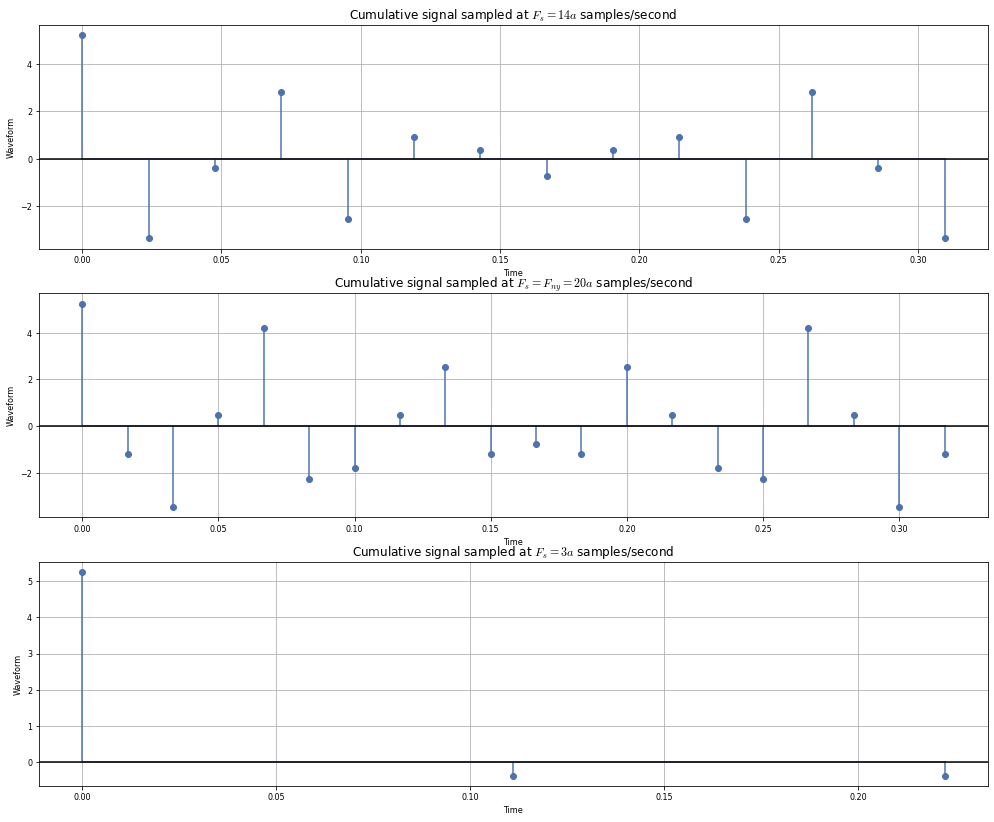 Cumulative signal sampled at $F_s = 14a$ samples/second
Waveform
4
2
0
−2
0.00 0.05 0.10 0.15 0.20 0.25 0.30
Time
Cumulative signal sampled at $F_s = F_{ny} = 20a$ samples/second
Waveform
4
2
0
−2
0.00 0.05 0.10 0.15 0.20 0.25 0.30
Time
Cumulative signal sampled at $F_s = 3a$ samples/second
Waveform
5
4
3
2
1
0
0.00 0.05 0.10 0.15 0.20
Time